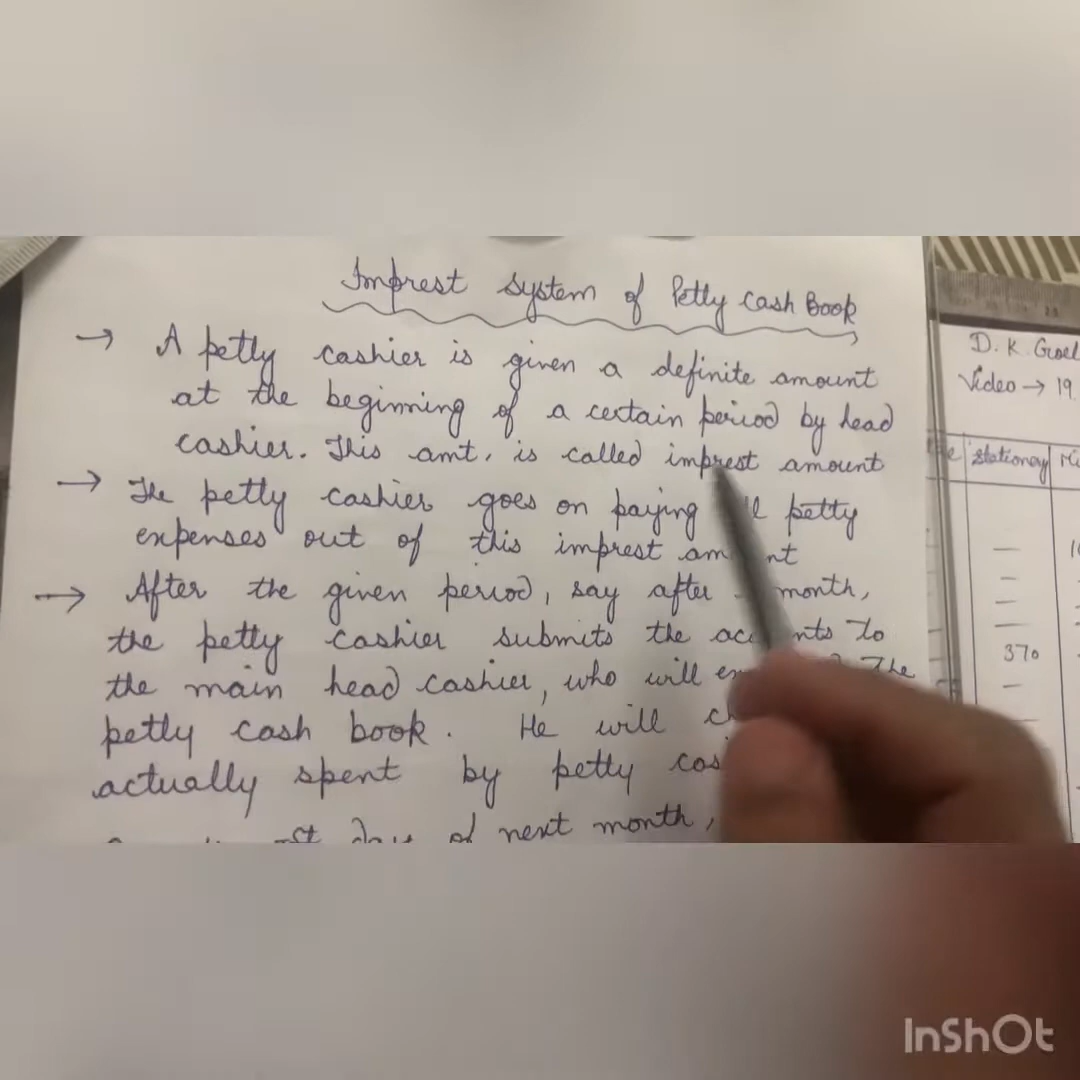 Imprest System of Petty Cash Book
→ A petty cashier is given a definite amount
at the beginning of a certain period by head
cashier. This amt. is called imprest amount
→ The petty cashier goes on paying petty
expenses out of this imprest
→ After the given period, say after month,
the petty cashier submits the to
the main head cashier, who will the
petty cash book. He will
actually spent by petty
day of next month,
D. K. Goel
Video → 19
stationery
370
InShOt